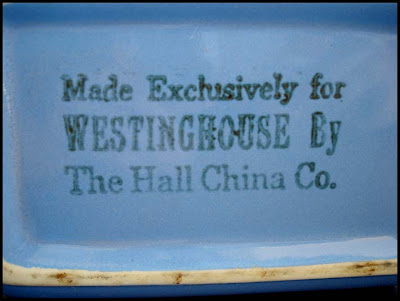 Made Exclusively for
WESTINGHOUSE By
The Hall China Co.